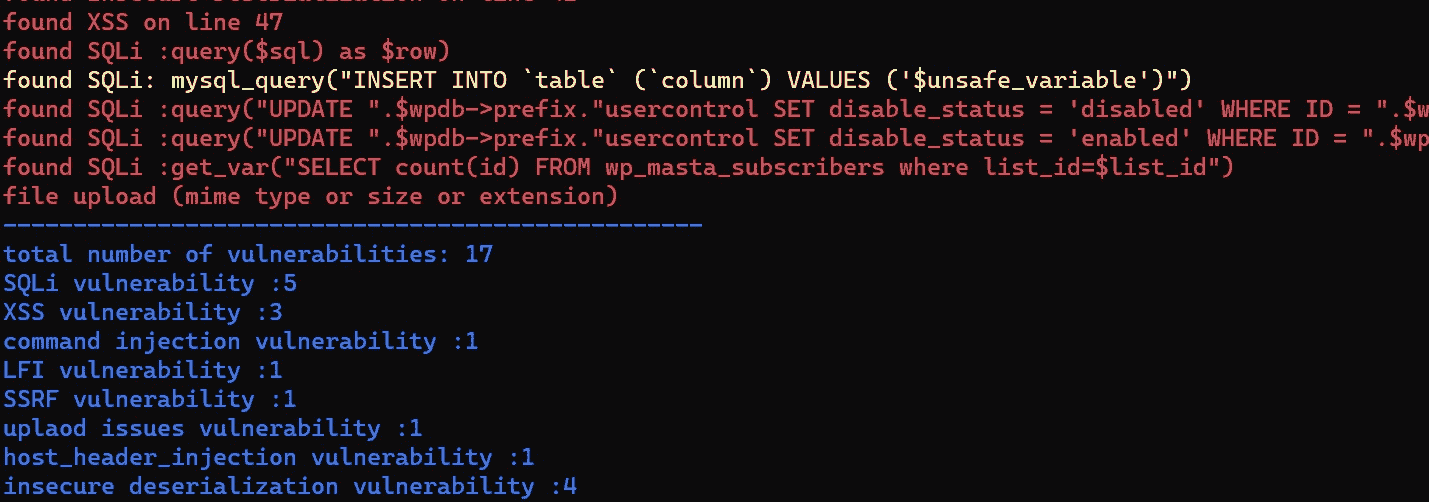 found XSS on line 47
found SQLi :query($sql) as $row)
found SQLi: mysql_query("INSERT INTO `table` (`column`) VALUES ('$unsafe_variable')")
found SQLi :query("UPDATE ".$wpdb->prefix."usercontrol SET disable_status = 'disabled' WHERE ID = ".$w
found SQLi :query("UPDATE ".$wpdb->prefix."usercontrol SET disable_status = 'enabled' WHERE ID = ".$wp
found SQLi :get_var("SELECT count(id) FROM wp_masta_subscribers where list_id=$list_id")
file upload (mime type or size or extension)
--------------------------------------------------
total number of vulnerabilities: 17
SQLi vulnerability :5
XSS vulnerability :3
command injection vulnerability :1
LFI vulnerability :1
SSRF vulnerability :1
uplaod issues vulnerability :1
host_header_injection vulnerability :1
insecure deserialization vulnerability :4